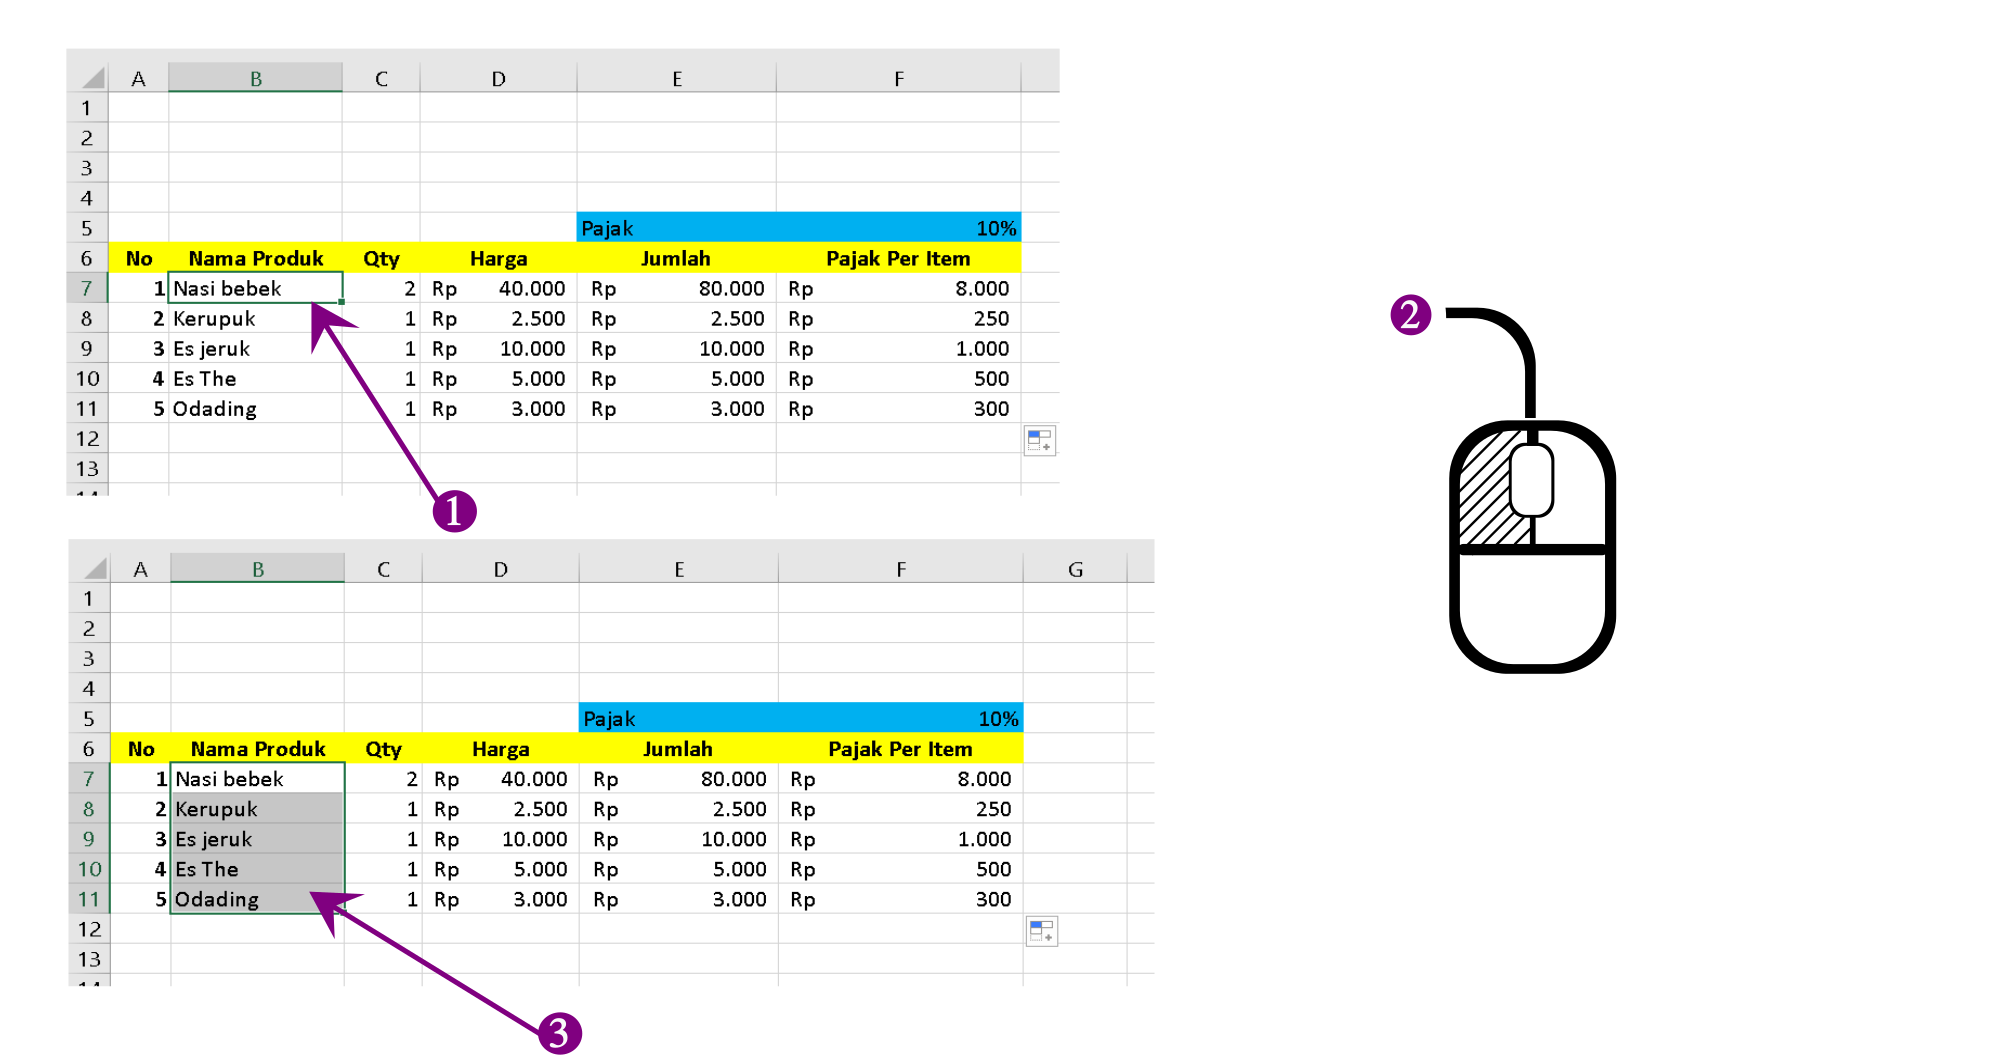 A B C D E F
1
2
3
4
5 Pajak 10%
6 No Nama Produk Qty Harga Jumlah Pajak Per Item
7 1 Nasi bebek 2 Rp 40.000 Rp 80.000 Rp 8.000
8 2 Kerupuk 1 Rp 2.500 Rp 2.500 Rp 250
9 3 Es jeruk 1 Rp 10.000 Rp 10.000 Rp 1.000
10 4 Es The 1 Rp 5.000 Rp 5.000 Rp 500
11 5 Odading 1 Rp 3.000 Rp 3.000 Rp 300
12
13
1
2
A B C D E F G
1
2
3
4
5 Pajak 10%
6 No Nama Produk Qty Harga Jumlah Pajak Per Item
7 1 Nasi bebek 2 Rp 40.000 Rp 80.000 Rp 8.000
8 2 Kerupuk 1 Rp 2.500 Rp 2.500 Rp 250
9 3 Es jeruk 1 Rp 10.000 Rp 10.000 Rp 1.000
10 4 Es The 1 Rp 5.000 Rp 5.000 Rp 500
11 5 Odading 1 Rp 3.000 Rp 3.000 Rp 300
12
13
3